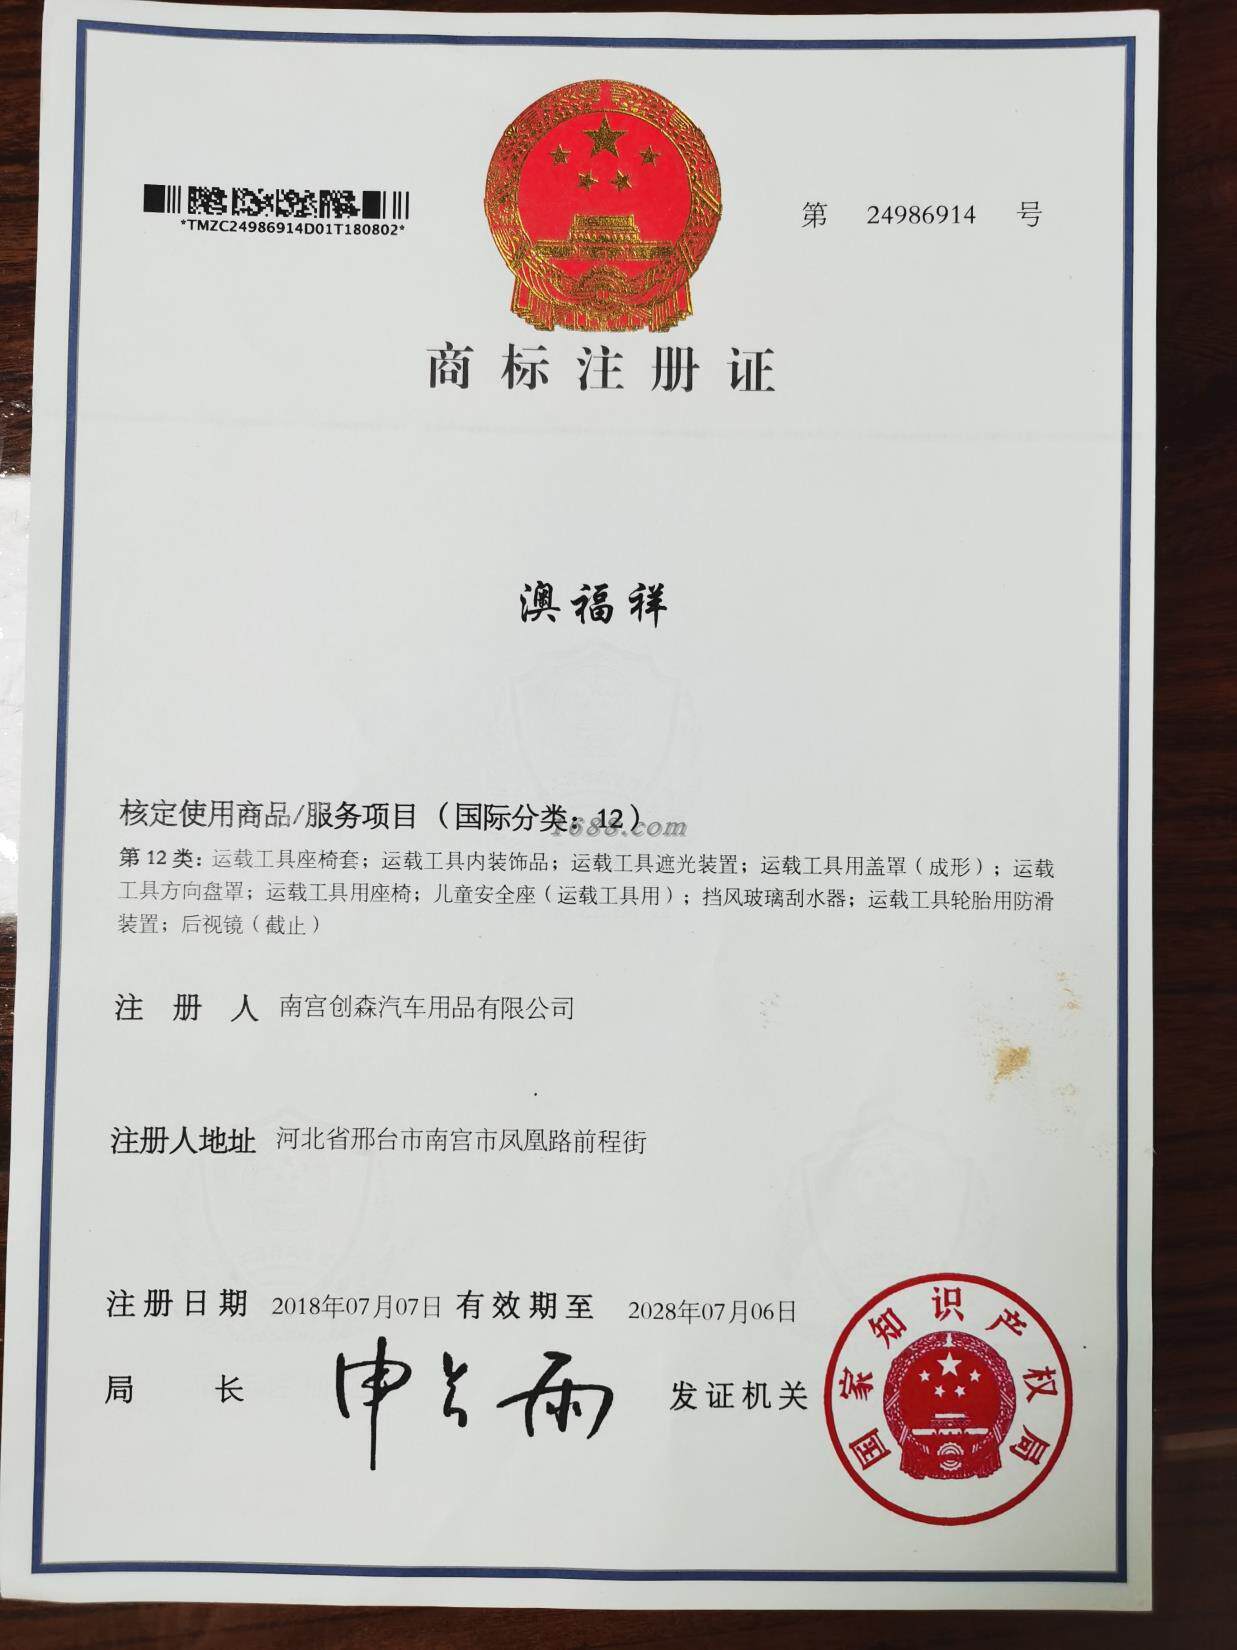 *TMZC24986914D01T180802*
第 24986914 号
商标注册证
澳福祥
核定使用商品/服务项目（国际分类：12）
1688.com
第12类：运载工具座椅套；运载工具内装饰品；运载工具遮光装置；运载工具用盖罩（成形）；运载
工具方向盘罩；运载工具用座椅；儿童安全座（运载工具用）；挡风玻璃刮水器；运载工具轮胎用防滑
装置；后视镜（截止）
注册人 南宫创森汽车用品有限公司
注册人地址 河北省邢台市南宫市凤凰路前程街
注册日期 2018年07月07日 有效期至 2028年07月06日
局长 申长雨 发证机关
国家知识产权局